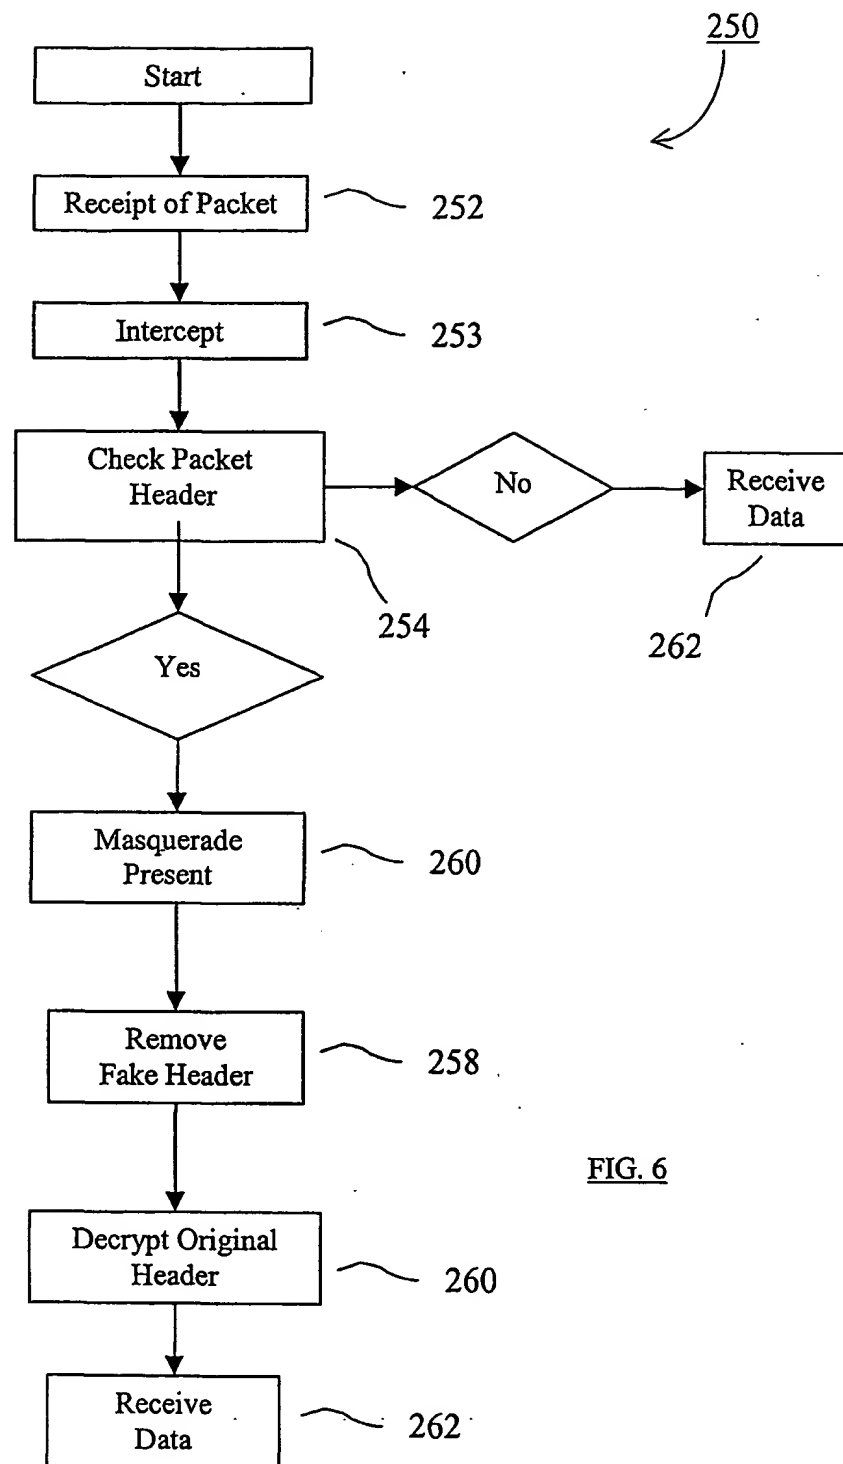 250
Start
Receipt of Packet
252
Intercept
253
Check Packet
Header
254
No
Receive
Data
262
Yes
Masquerade
Present
260
Remove
Fake Header
258
FIG. 6
Decrypt Original
Header
260
Receive
Data
262